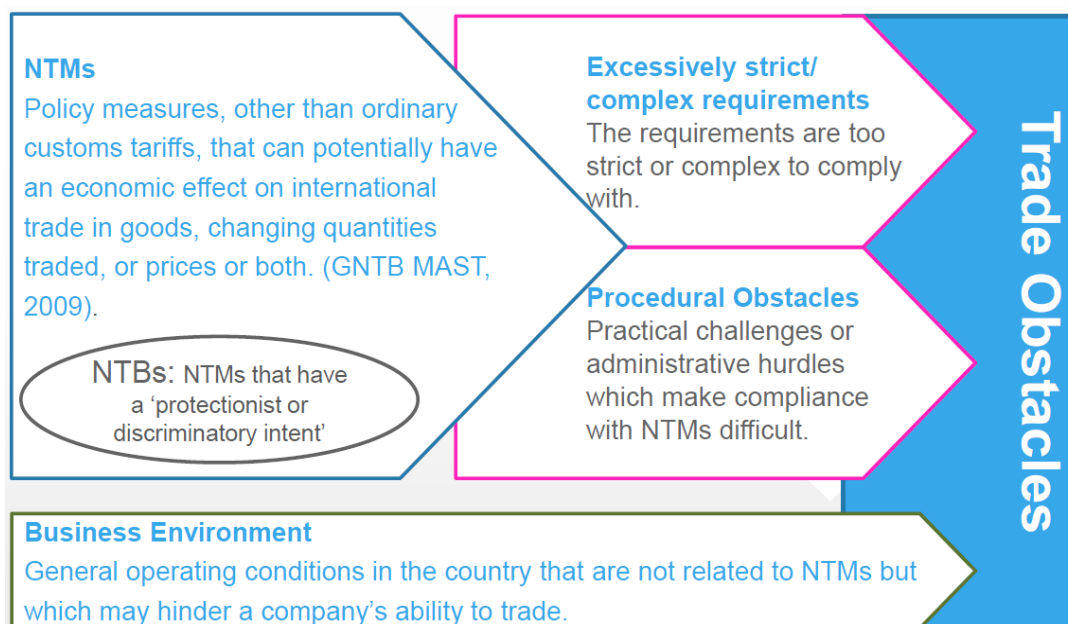 NTMs
Policy measures, other than ordinary
customs tariffs, that can potentially have
an economic effect on international
trade in goods, changing quantities
traded, or prices or both. (GNTB MAST,
2009).
NTBs: NTMs that have
a ‘protectionist or
discriminatory intent’
Excessively strict/
complex requirements
The requirements are too
strict or complex to comply
with.
Procedural Obstacles
Practical challenges or
administrative hurdles
which make compliance
with NTMs difficult.
Trade Obstacles
Business Environment
General operating conditions in the country that are not related to NTMs but
which may hinder a company’s ability to trade.